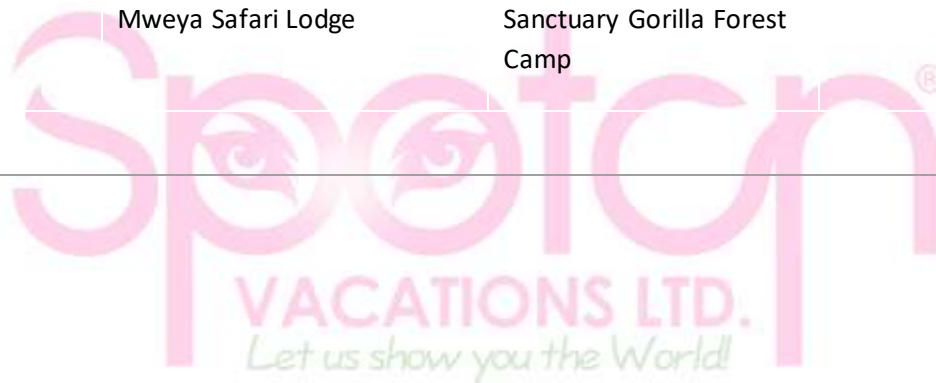 Mweya Safari Lodge Sanctuary Gorilla Forest
Camp
Spoton ®
VACATIONS LTD.
Let us show you the World!